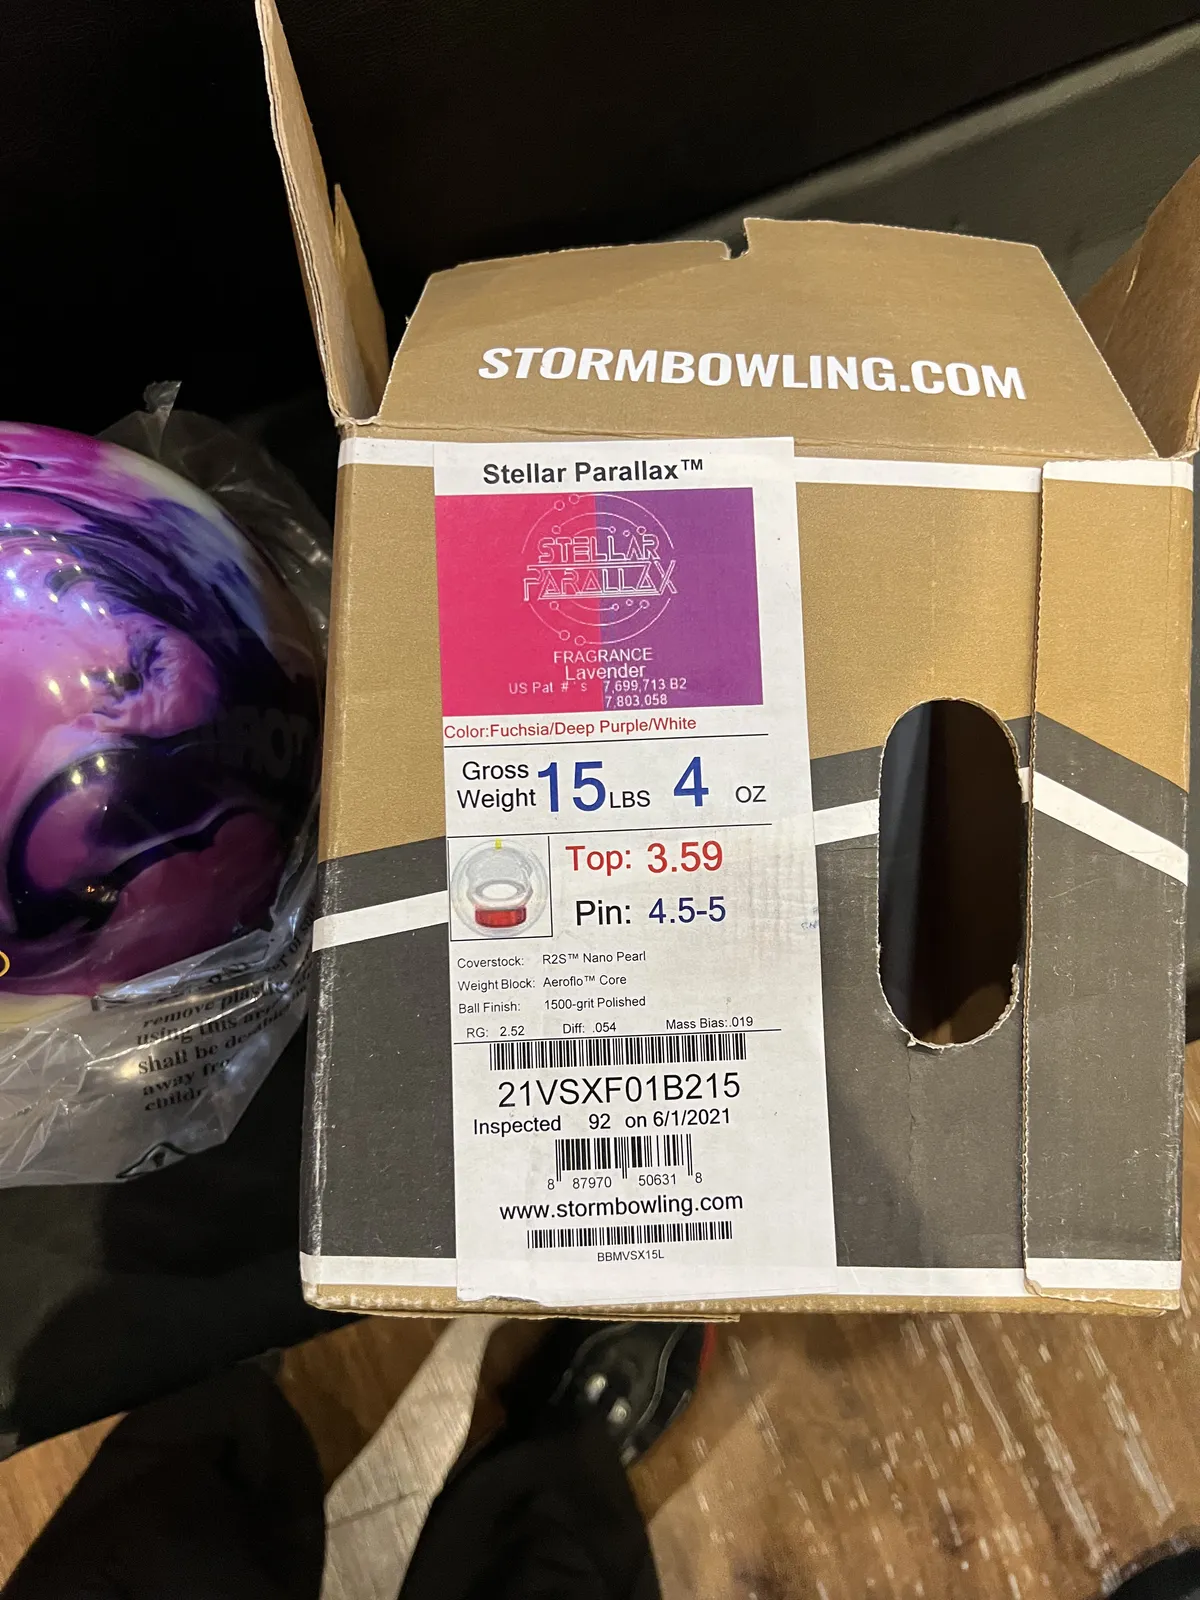 STORMBOWLING.COM
Stellar Parallax™
STELLAR
PARALLAX
FRAGRANCE
Lavender
US Pat #'s 7,699,713 B2
7,803,058
Color:Fuchsia/Deep Purple/White
Gross
Weight 15 LBS 4 OZ
Top: 3.59
Pin: 4.5-5
Coverstock: R2S™ Nano Pearl
Weight Block: Aeroflo™ Core
Ball Finish: 1500-grit Polished
RG: 2.52 Diff: .054 Mass Bias:.019
21VSXF01B215
Inspected 92 on 6/1/2021
8 87970 50631 8
www.stormbowling.com
BBMVSX15L
remove
using this
shall be
away